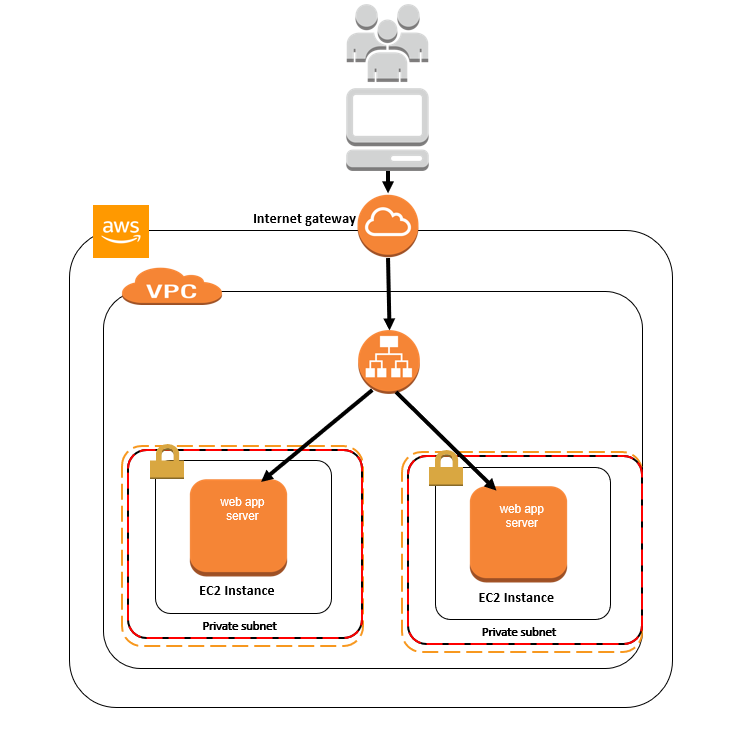 Internet gateway
aws
VPC
web app
server
EC2 Instance
Private subnet
web app
server
EC2 Instance
Private subnet